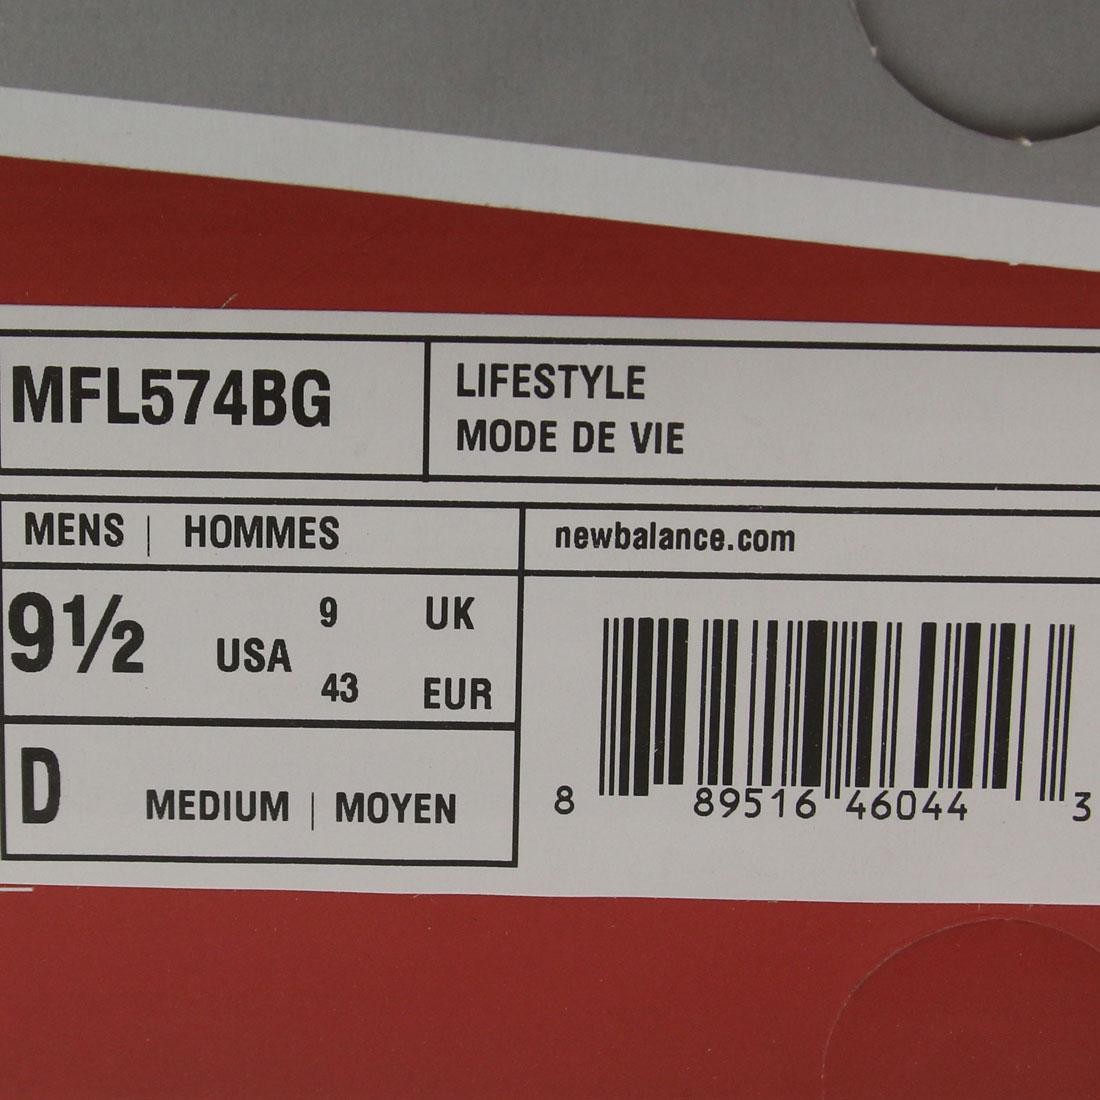 MFL574BG
LIFESTYLE
MODE DE VIE
MENS | HOMMES
newbalance.com
9½ USA
9 UK
43 EUR
D MEDIUM | MOYEN
8 89516 46044 3